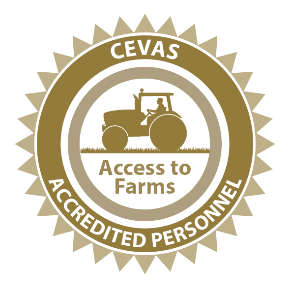 CEVAS
Access to
Farms
ACCREDITED PERSONNEL